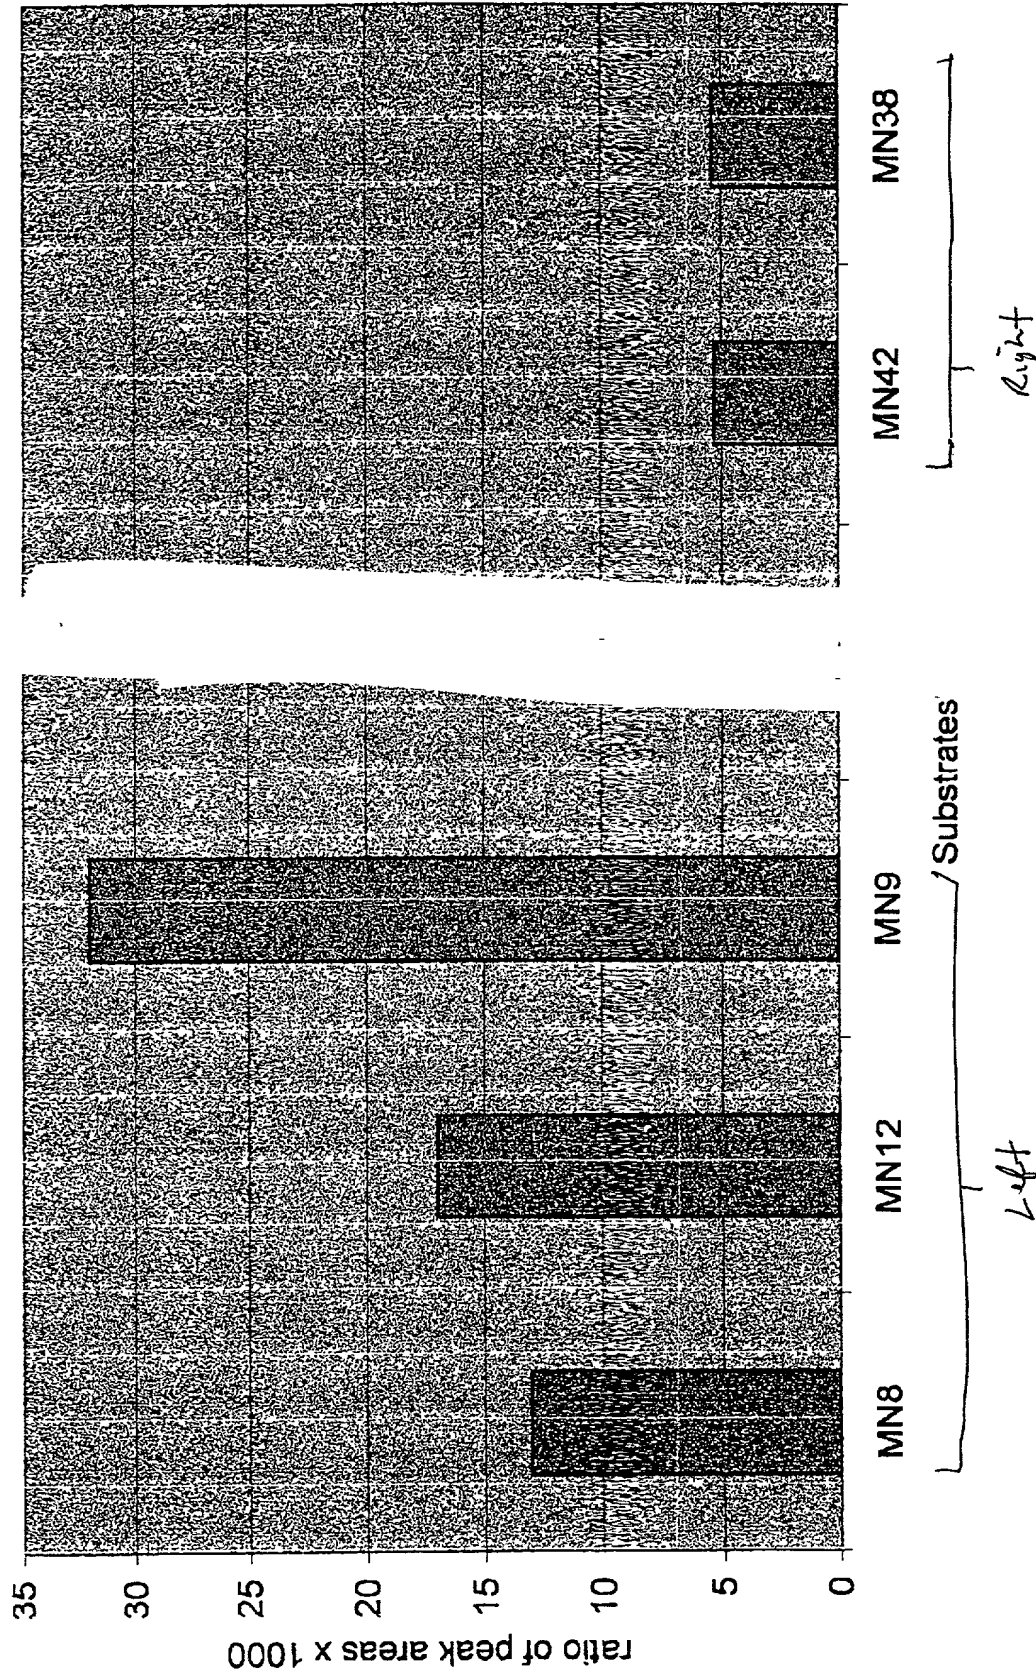 ratio of peak areas x 1000
35
30
25
20
15
10
5
0
MN8
MN12
MN9
MN42
MN38
Substrates
Left
Right